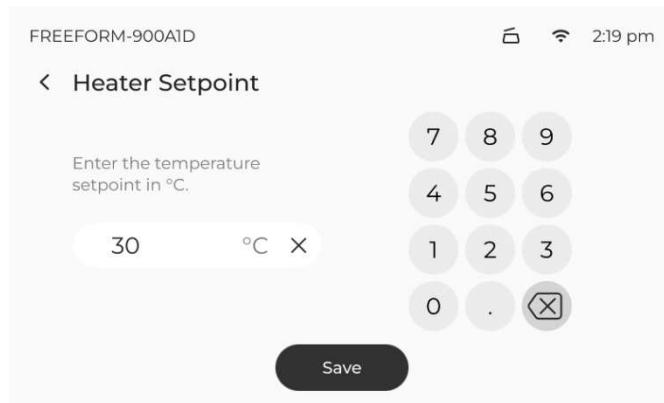 FREEFORM-900A1D
2:19 pm
Heater Setpoint
Enter the temperature
setpoint in °C.
30 °C
7 8 9
4 5 6
1 2 3
0 .
Save